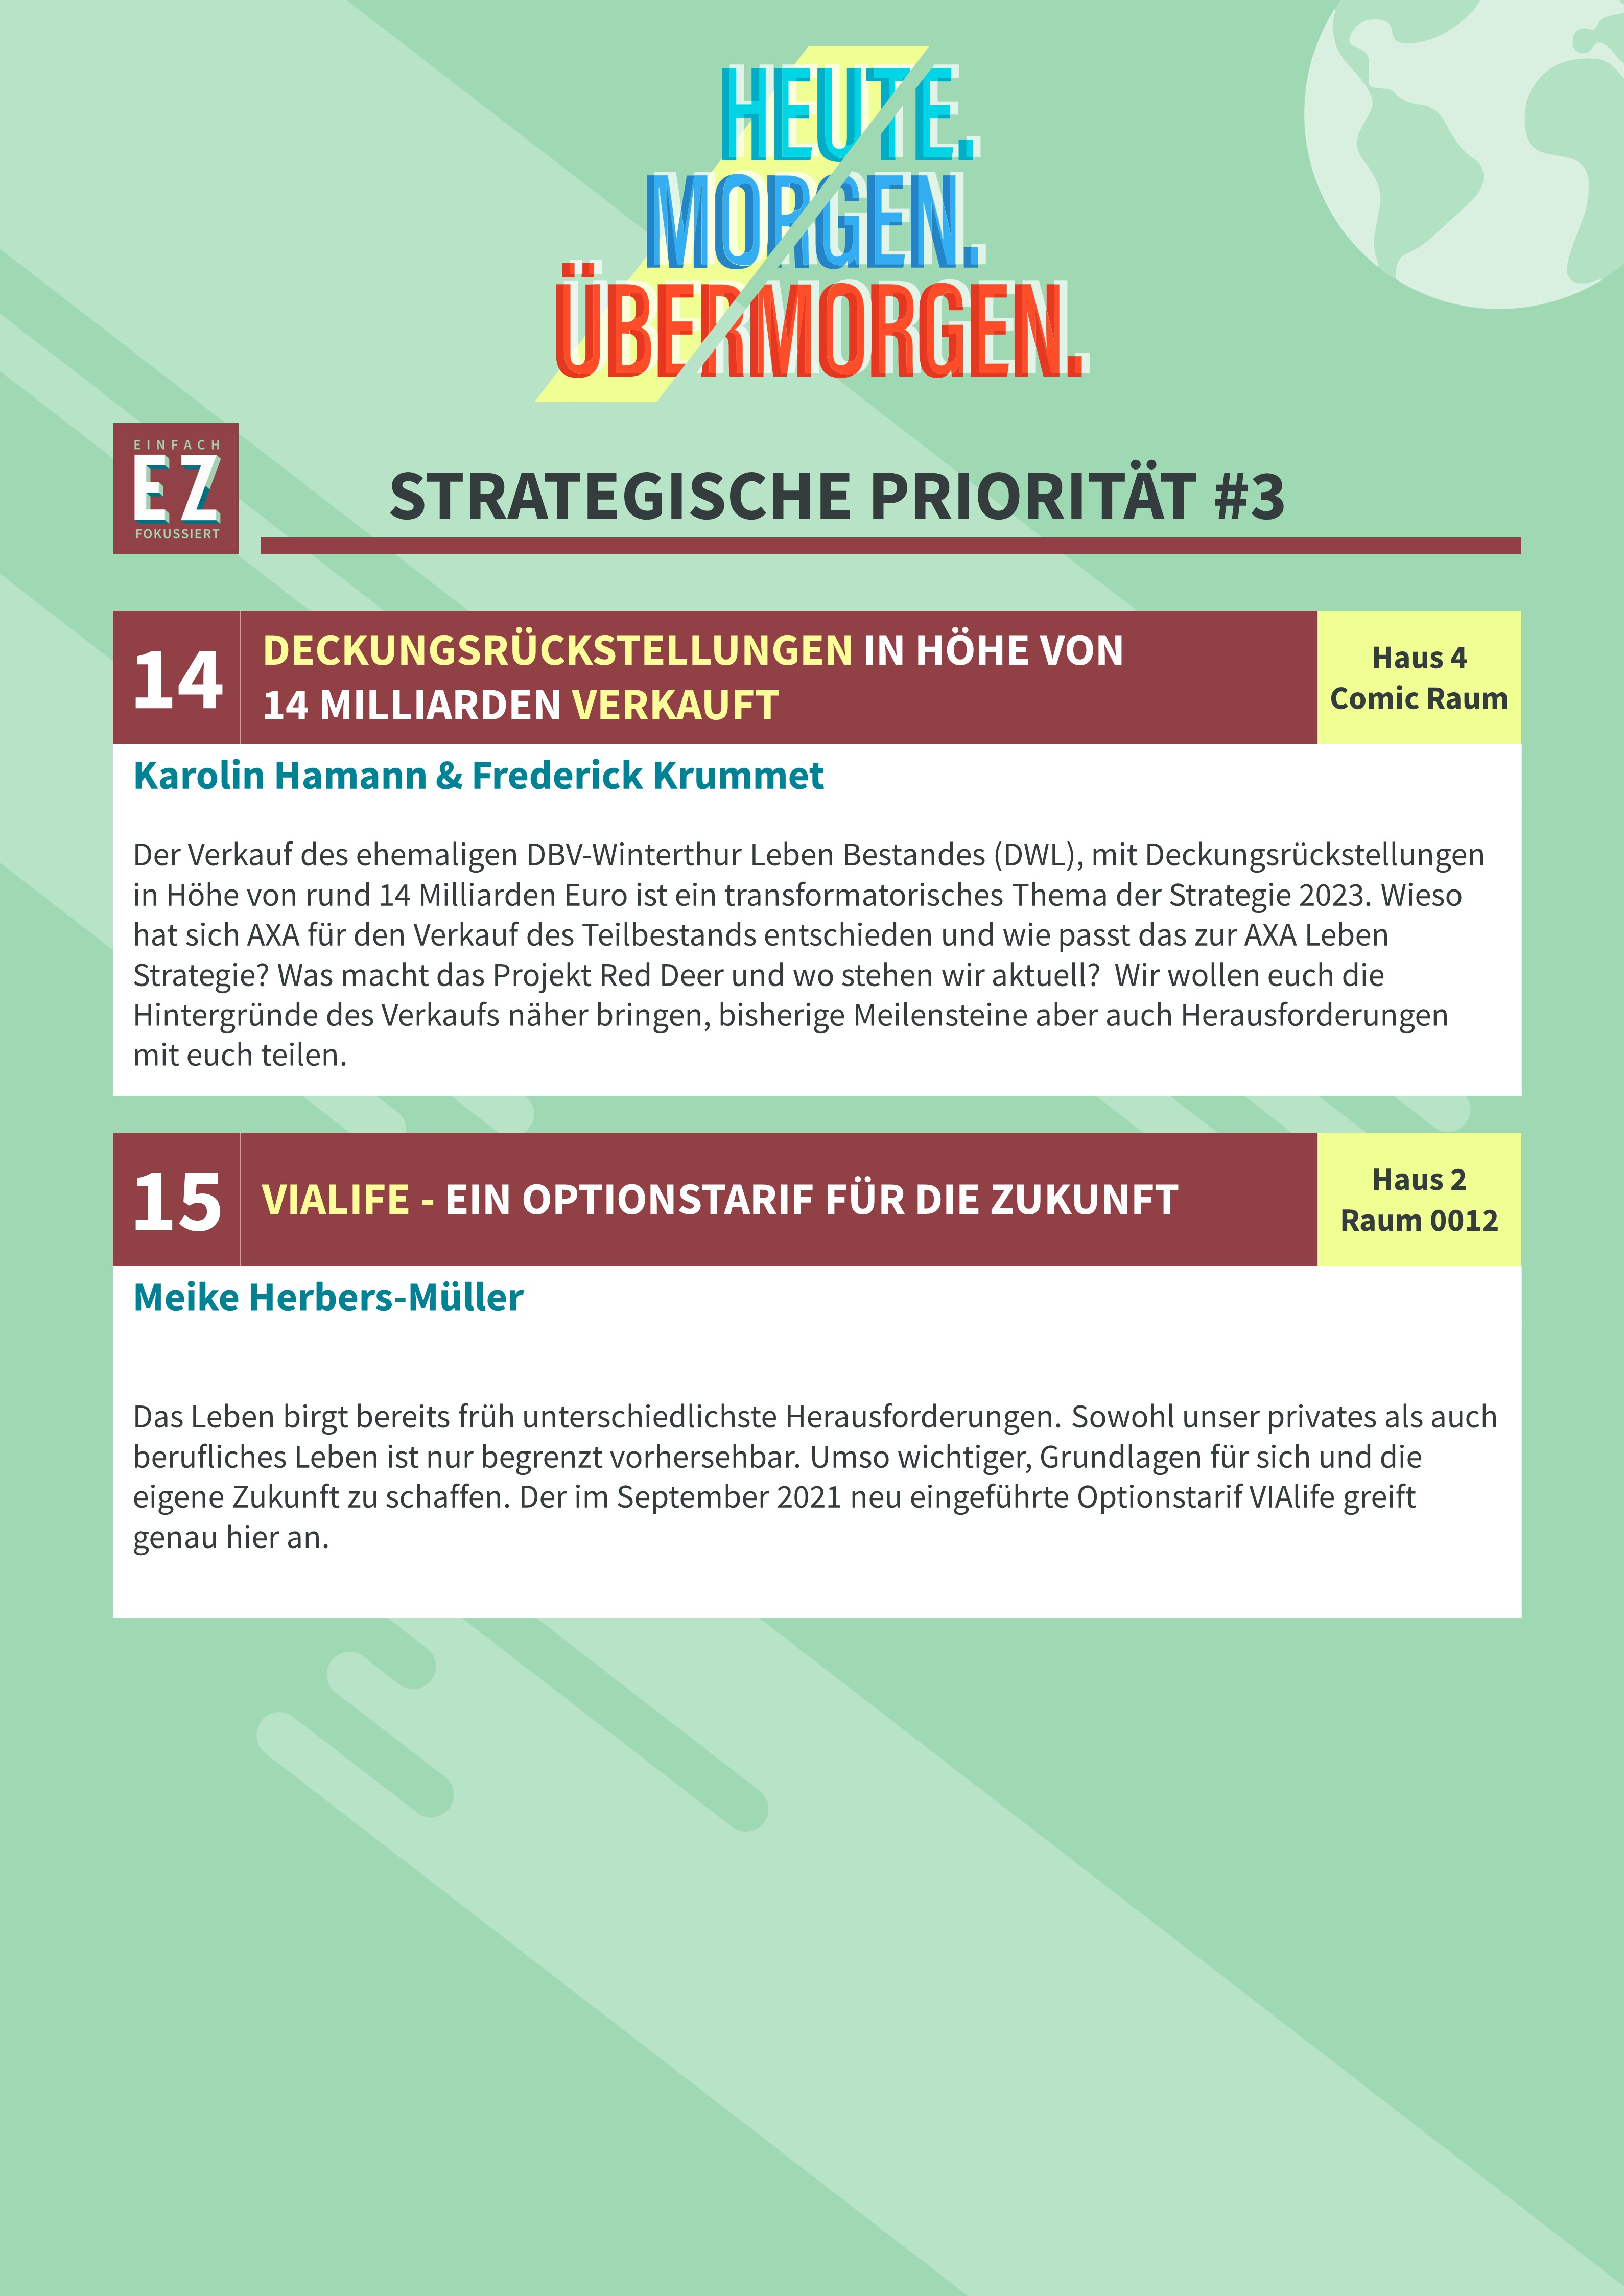 HEUTE.
MORGEN.
ÜBERMORGEN.
EINFACH
EZ
FOKUSSIERT
STRATEGISCHE PRIORITÄT #3
14
DECKUNGSRÜCKSTELLUNGEN IN HÖHE VON
14 MILLIARDEN VERKAUFT
Haus 4
Comic Raum
Karolin Hamann & Frederick Krummet
Der Verkauf des ehemaligen DBV-Winterthur Leben Bestandes (DWL), mit Deckungsrückstellungen
in Höhe von rund 14 Milliarden Euro ist ein transformatorisches Thema der Strategie 2023. Wieso
hat sich AXA für den Verkauf des Teilbestands entschieden und wie passt das zur AXA Leben
Strategie? Was macht das Projekt Red Deer und wo stehen wir aktuell?  Wir wollen euch die
Hintergründe des Verkaufs näher bringen, bisherige Meilensteine aber auch Herausforderungen
mit euch teilen.
15
VIALIFE - EIN OPTIONSTARIF FÜR DIE ZUKUNFT
Haus 2
Raum 0012
Meike Herbers-Müller
Das Leben birgt bereits früh unterschiedlichste Herausforderungen. Sowohl unser privates als auch
berufliches Leben ist nur begrenzt vorhersehbar. Umso wichtiger, Grundlagen für sich und die
eigene Zukunft zu schaffen. Der im September 2021 neu eingeführte Optionstarif VIAlife greift
genau hier an.